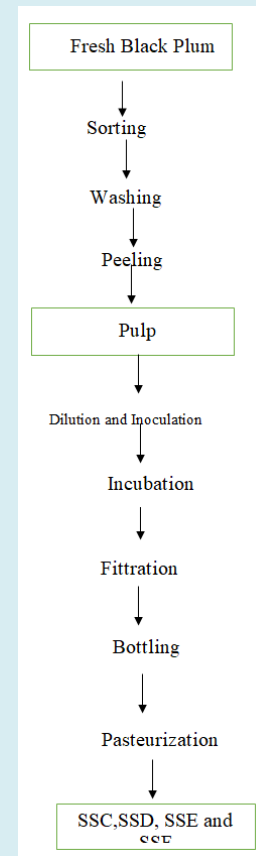 Fresh Black Plum
Sorting
Washing
Peeling
Pulp
Dilution and Inoculation
Incubation
Fittration
Bottling
Pasteurization
SSC,SSD, SSE and